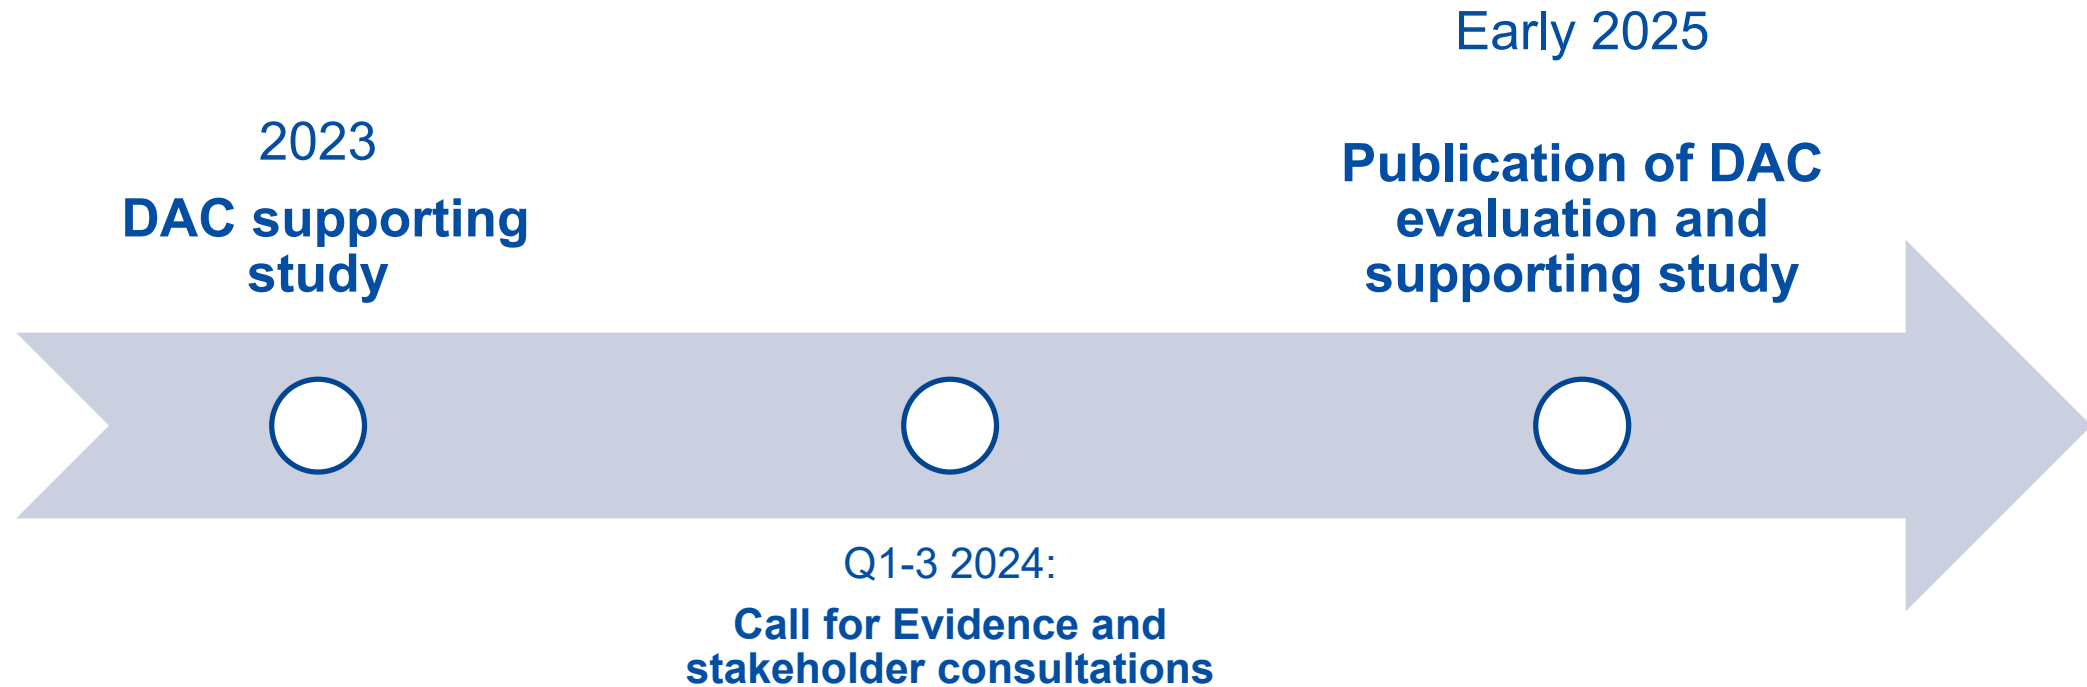 2023
DAC supporting
study
Q1-3 2024:
Call for Evidence and
stakeholder consultations
Early 2025
Publication of DAC
evaluation and
supporting study